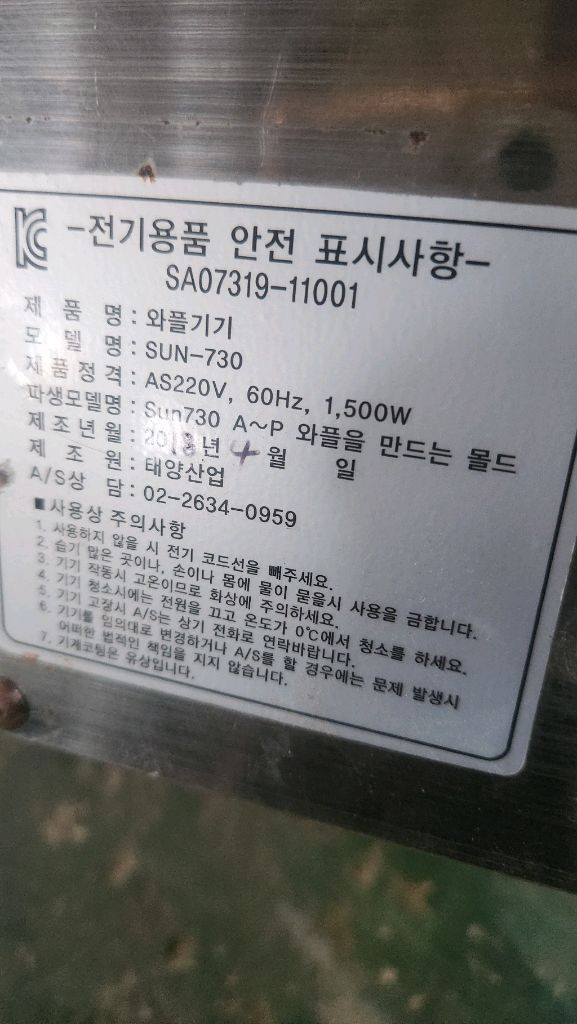 KC
-전기용품 안전 표시사항-
SA07319-11001
제 품 명 : 와플기기
모 델 명 : SUN-730
제품정격 : AS220V, 60Hz, 1,500W
파생모델명 : Sun730 A~P 와플을 만드는 몰드
제조년월 : 2018년 4월 일
제 조 원 : 태양산업
A/S상 담 : 02-2634-0959
■사용상 주의사항
1. 사용하지 않을 시 전기 코드선을 빼주세요.
2. 습기 많은 곳이나, 손이나 몸에 물이 묻을시 사용을 금합니다.
3. 기기 작동시 고온이므로 화상에 주의하세요.
4. 기기 청소시에는 전원을 끄고 온도가 0℃에서 청소를 하세요.
5. 기기 고장시 A/S는 상기 전화로 연락바랍니다.
6. 기기를 임의대로 변경하거나 A/S를 할 경우에는 문제 발생시
어떠한 법적인 책임을 지지 않습니다.
7. 기계코팅은 유상입니다.